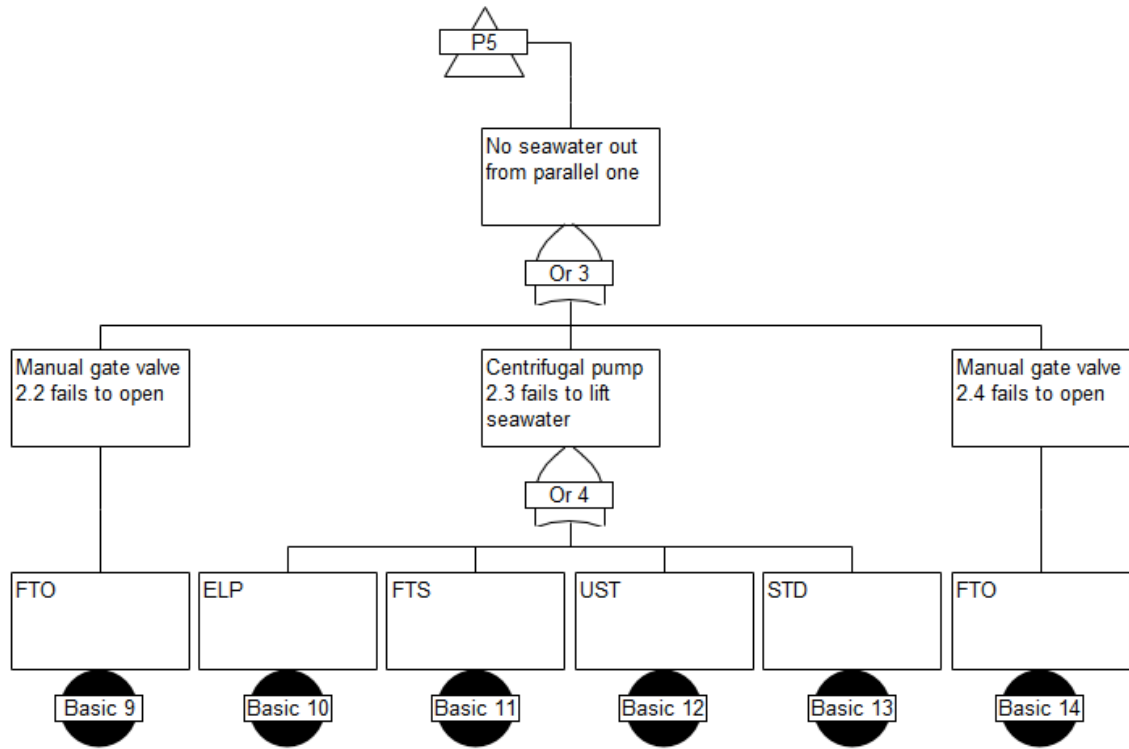 P5
No seawater out
from parallel one
Or 3
Manual gate valve
2.2 fails to open
Centrifugal pump
2.3 fails to lift
seawater
Manual gate valve
2.4 fails to open
Or 4
FTO
ELP
FTS
UST
STD
FTO
Basic 9
Basic 10
Basic 11
Basic 12
Basic 13
Basic 14